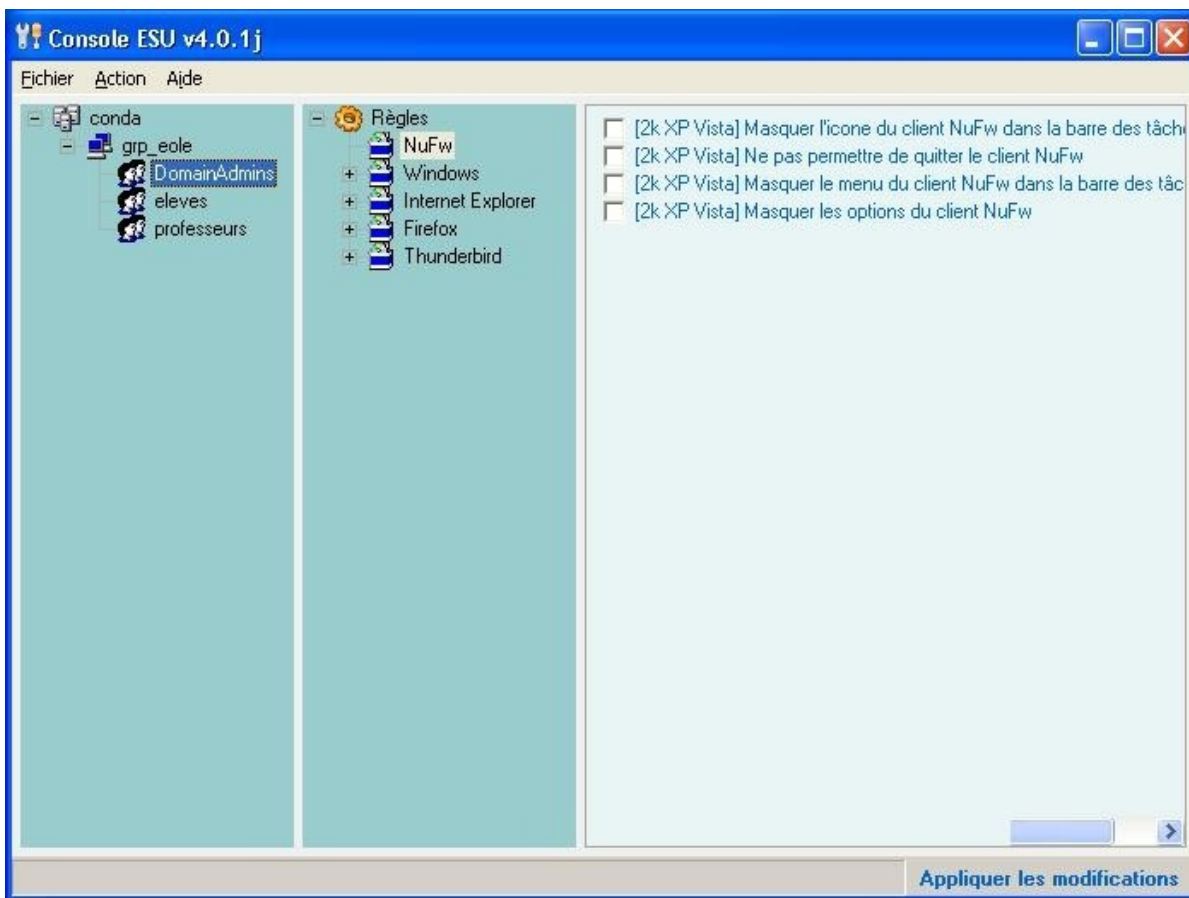 Console ESU v4.0.1j
Fichier Action Aide
conda
grp_eole
DomainAdmins
eleves
professeurs
Règles
NuFw
Windows
Internet Explorer
Firefox
Thunderbird
[2k XP Vista] Masquer l'icone du client NuFw dans la barre des tâche
[2k XP Vista] Ne pas permettre de quitter le client NuFw
[2k XP Vista] Masquer le menu du client NuFw dans la barre des tâc
[2k XP Vista] Masquer les options du client NuFw
Appliquer les modifications